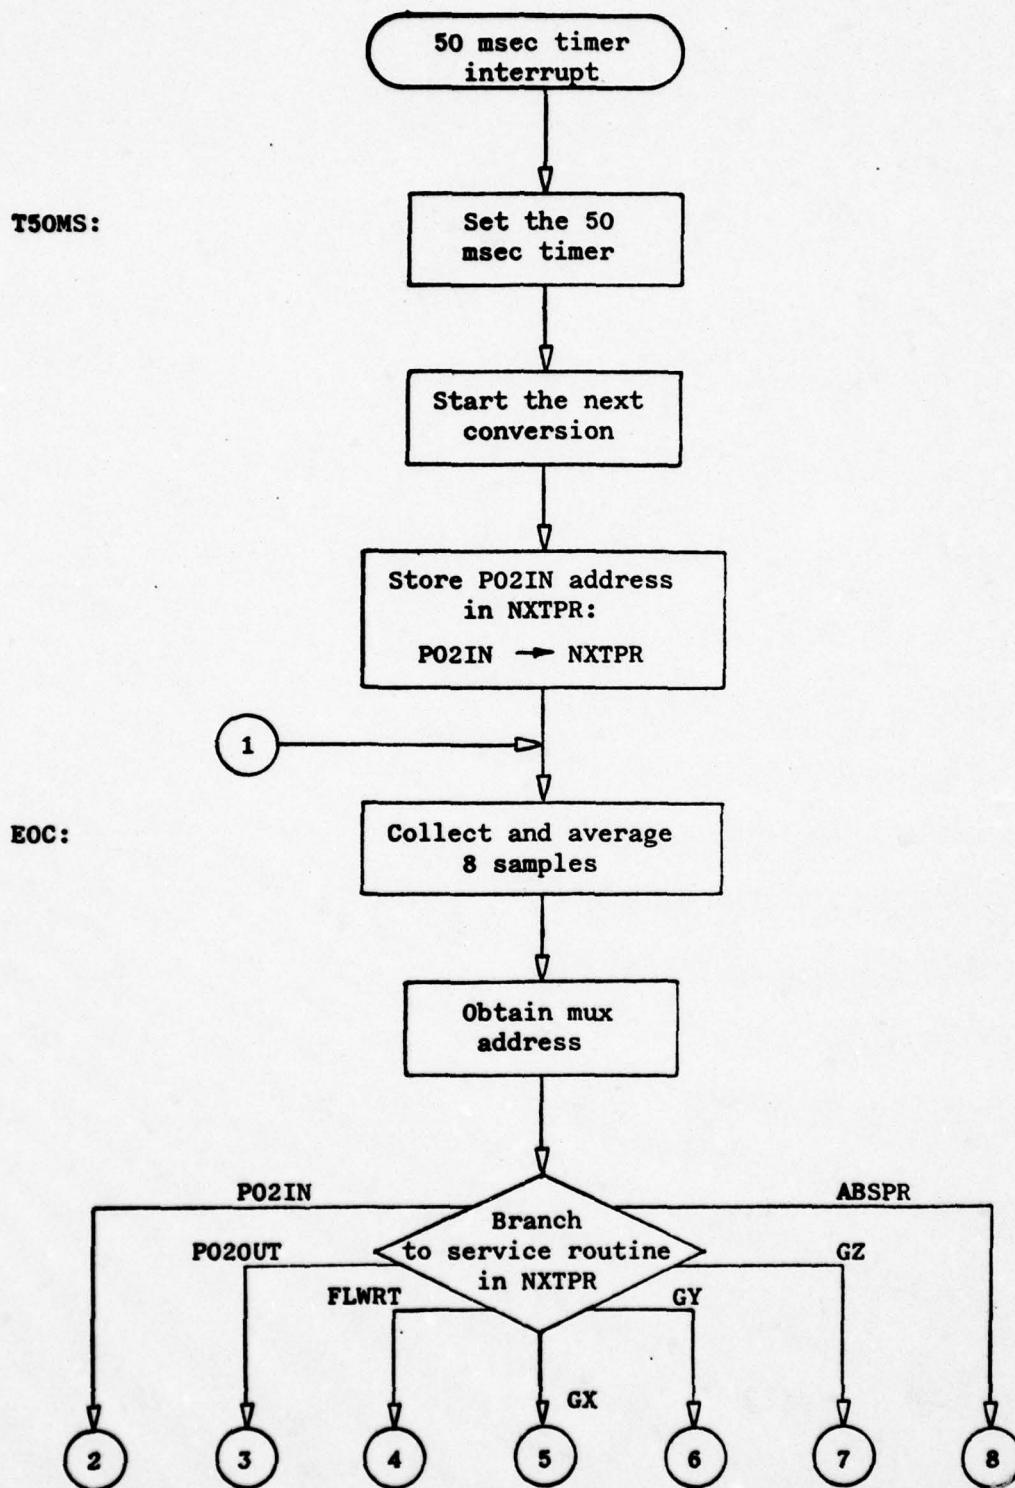 50 msec timer
interrupt
T50MS:
Set the 50
msec timer
Start the next
conversion
Store PO2IN address
in NXTPR:
PO2IN → NXTPR
1
EOC:
Collect and average
8 samples
Obtain mux
address
PO2IN
ABSPR
Branch
to service routine
in NXTPR
PO2OUT
GZ
FLWRT
GY
GX
2
3
4
5
6
7
8